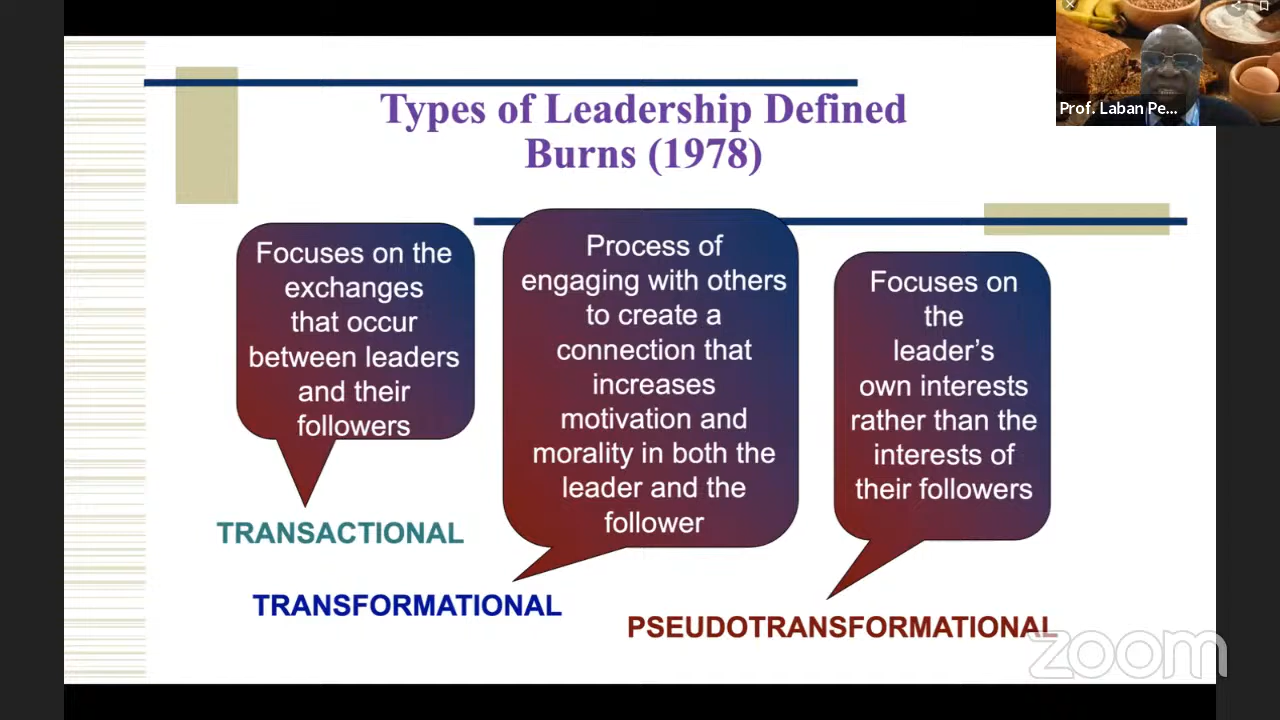 Types of Leadership Defined
Burns (1978)
Prof. Laban Pe...
Focuses on the
exchanges
that occur
between leaders
and their
followers
TRANSACTIONAL
Process of
engaging with others
to create a
connection that
increases
motivation and
morality in both the
leader and the
follower
TRANSFORMATIONAL
Focuses on
the
leader’s
own interests
rather than the
interests of
their followers
PSEUDOTRANSFORMATIONAL
zoom